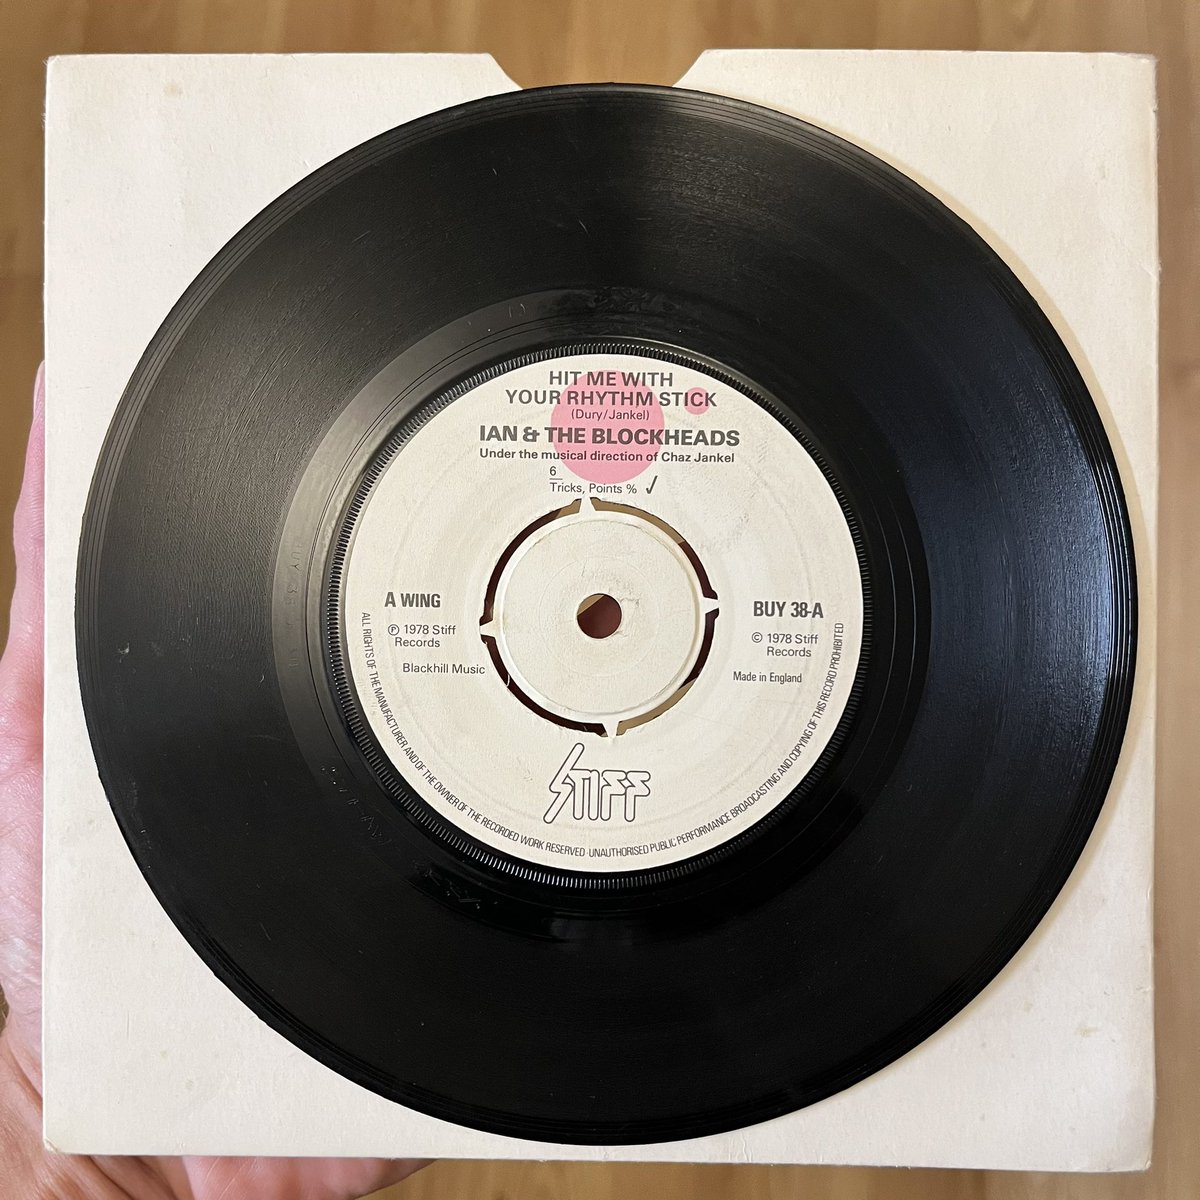 HIT ME WITH
YOUR RHYTHM STICK
(Dury/Jankel)
IAN & THE BLOCKHEADS
Under the musical direction of Chaz Jankel
6
Tricks, Points % ✓
A WING
℗ 1978 Stiff
Records
Blackhill Music
BUY 38-A
© 1978 Stiff
Records
Made in England
STIFF
ALL RIGHTS OF THE MANUFACTURER AND OF THE OWNER OF THE RECORDED WORK RESERVED · UNAUTHORISED PUBLIC PERFORMANCE BROADCASTING AND COPYING OF THIS RECORD PROHIBITED